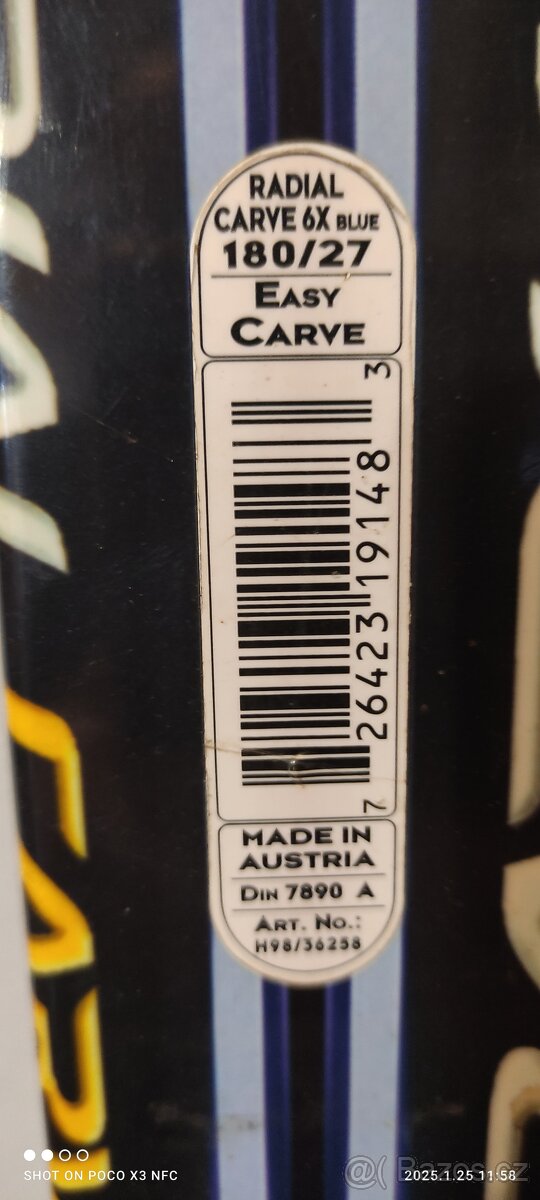 RADIAL
CARVE 6X BLUE
180/27
EASY
CARVE
7 26423 19148 3
MADE IN
AUSTRIA
DIN 7890 A
ART. NO.:
H98/36258
SHOT ON POCO X3 NFC
2025.1.25 11:58
Bazos.cz